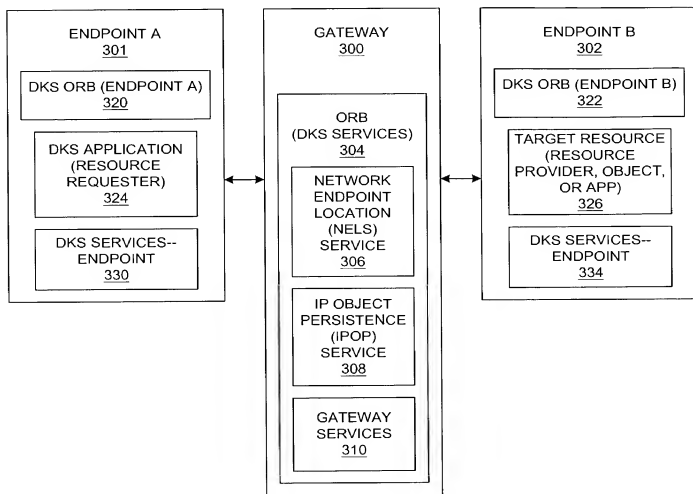 ENDPOINT A
301
DKS ORB (ENDPOINT A)
320
DKS APPLICATION
(RESOURCE
REQUESTER)
324
DKS SERVICES--
ENDPOINT
330
GATEWAY
300
ORB
(DKS SERVICES)
304
NETWORK
ENDPOINT
LOCATION
(NELS)
SERVICE
306
IP OBJECT
PERSISTENCE
(IPOP)
SERVICE
308
GATEWAY
SERVICES
310
ENDPOINT B
302
DKS ORB (ENDPOINT B)
322
TARGET RESOURCE
(RESOURCE
PROVIDER, OBJECT,
OR APP)
326
DKS SERVICES--
ENDPOINT
334